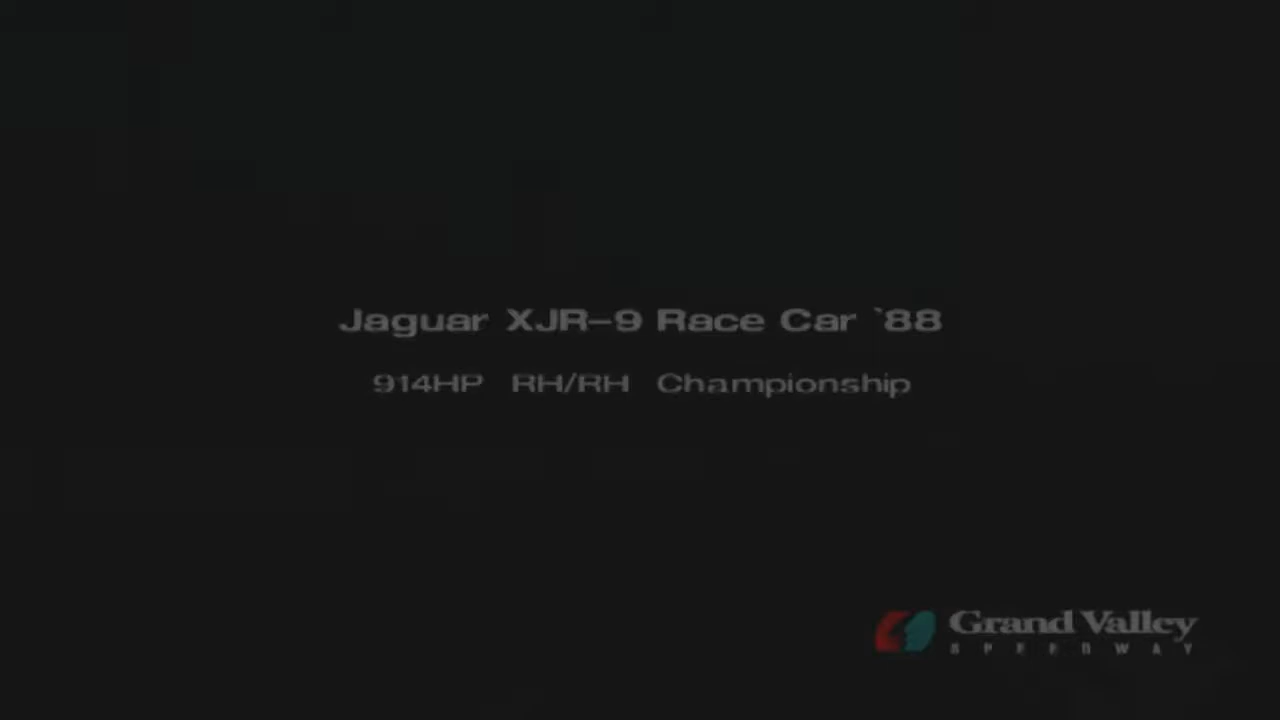 Jaguar XJR-9 Race Car `88
914HP RH/RH Championship
Grand Valley
SPEEDWAY